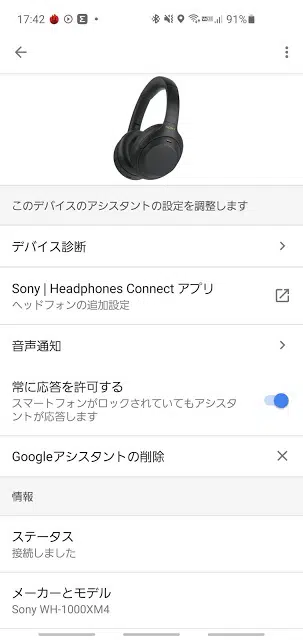 17:42 91%
このデバイスのアシスタントの設定を調整します
デバイス診断
Sony | Headphones Connect アプリ
ヘッドフォンの追加設定
音声通知
常に応答を許可する
スマートフォンがロックされていてもアシスタ
ントが応答します
Googleアシスタントの削除
情報
ステータス
接続しました
メーカーとモデル
Sony WH-1000XM4